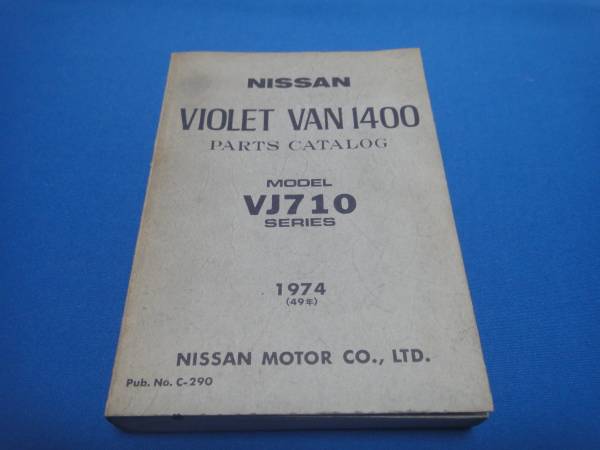 NISSAN
VIOLET VAN 1400
PARTS CATALOG
MODEL
VJ710
SERIES
1974
(49年)
NISSAN MOTOR CO., LTD.
Pub. No. C-290